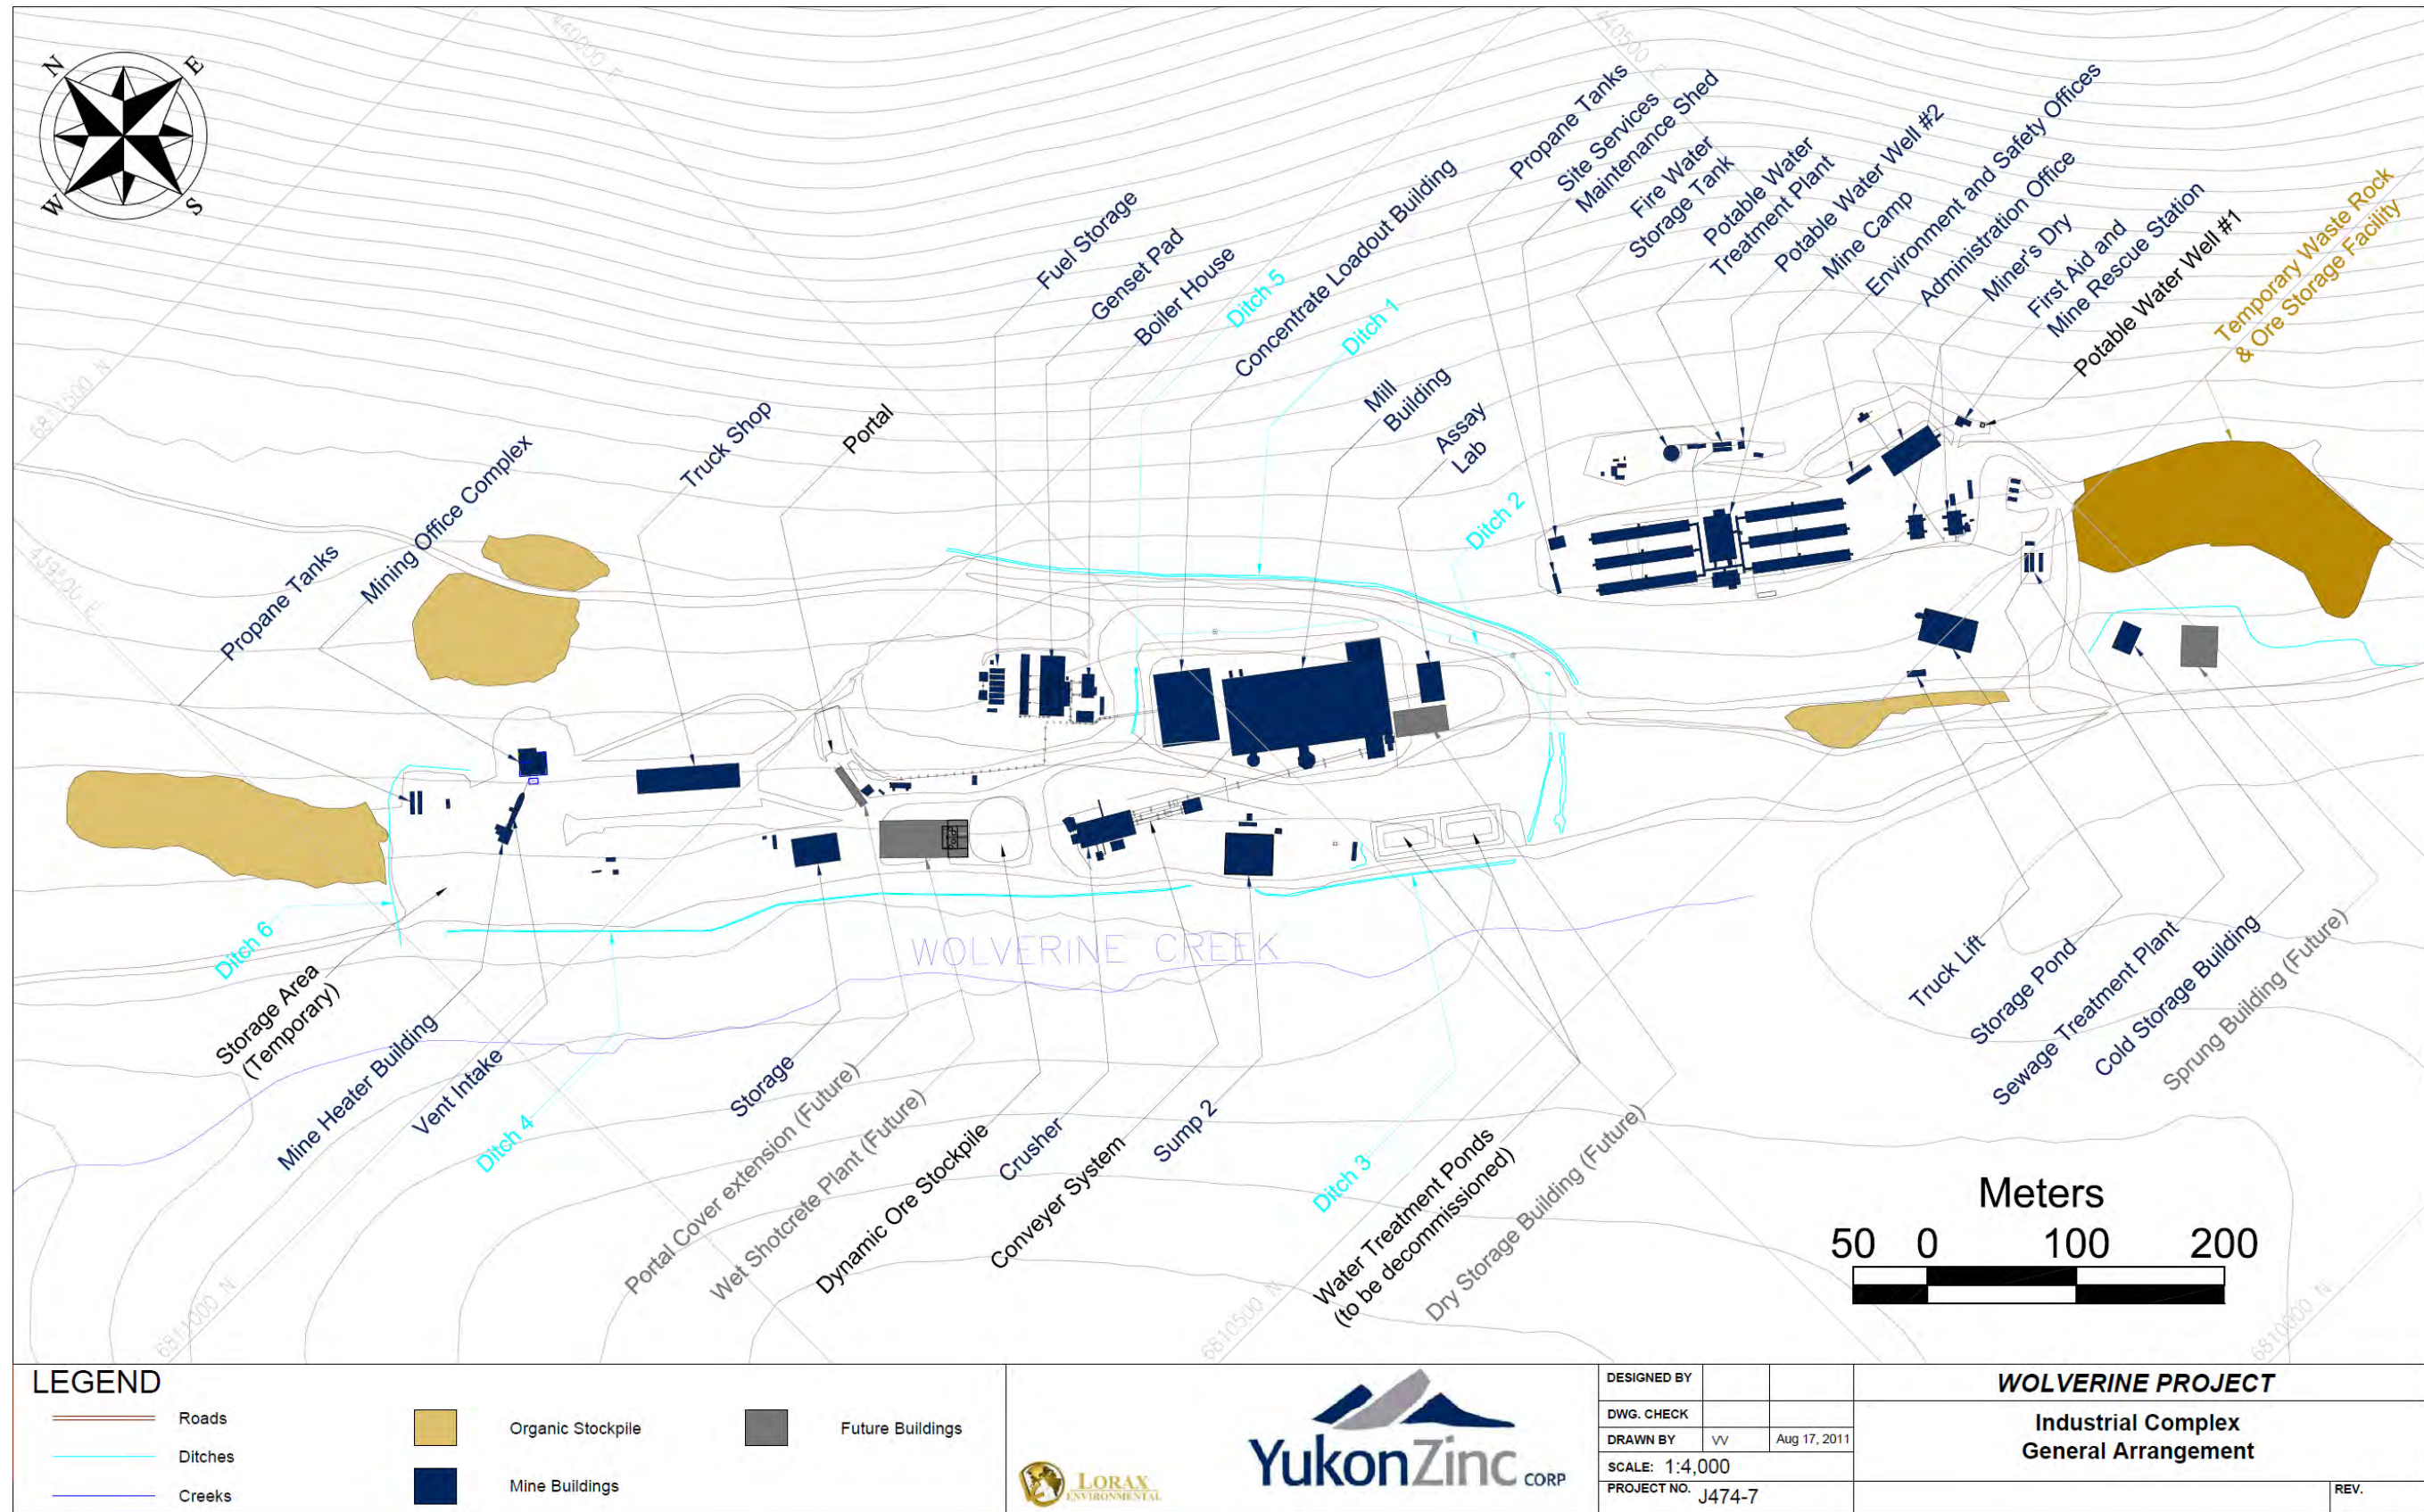 N
E
W
S
440000 E
440500 E
439500 E
6811500 N
6811000 N
6810500 N
6810000 N
Propane Tanks
Mining Office Complex
Truck Shop
Portal
Fuel Storage
Genset Pad
Boiler House
Ditch 5
Concentrate Loadout Building
Ditch 1
Mill
Building
Assay
Lab
Ditch 2
Propane Tanks
Site Services
Maintenance Shed
Fire Water
Storage Tank
Potable Water
Treatment Plant
Potable Water Well #2
Mine Camp
Environment and Safety Offices
Administration Office
Miner's Dry
First Aid and
Mine Rescue Station
Potable Water Well #1
Temporary Waste Rock
& Ore Storage Facility
WOLVERINE CREEK
Ditch 6
Storage Area
(Temporary)
Mine Heater Building
Vent Intake
Ditch 4
Storage
Portal Cover extension (Future)
Wet Shotcrete Plant (Future)
Dynamic Ore Stockpile
Crusher
Conveyer System
Sump 2
Ditch 3
Water Treatment Ponds
(to be decommissioned)
Dry Storage Building (Future)
Truck Lift
Storage Pond
Sewage Treatment Plant
Cold Storage Building
Sprung Building (Future)
Meters
50 0 100 200
LEGEND
Roads
Ditches
Creeks
Organic Stockpile
Mine Buildings
Future Buildings
LORAX
ENVIRONMENTAL
YukonZinc CORP
DESIGNED BY
DWG. CHECK
DRAWN BY VV Aug 17, 2011
SCALE: 1:4,000
PROJECT NO. J474-7
WOLVERINE PROJECT
Industrial Complex
General Arrangement
REV.